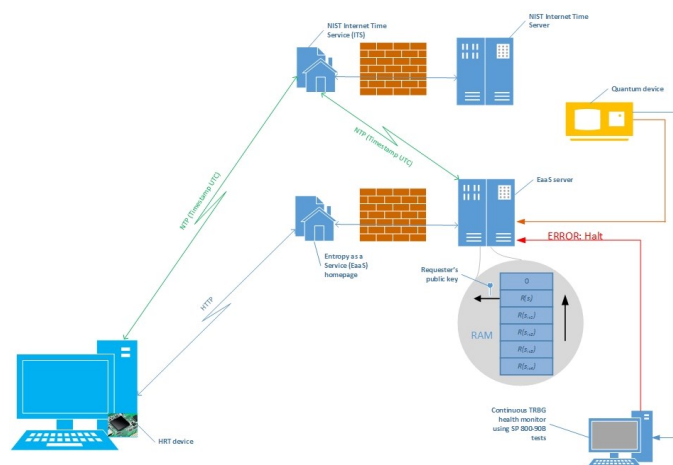 NIST Internet Time
Service (ITS)
NIST Internet Time
Server
Quantum device
NTP (Timestamp UTC)
NTP (Timestamp UTC)
EaaS server
ERROR: Halt
Entropy as a
Service (EaaS)
homepage
Requester's
public key
HTTP
RAM
0
Continuous TRBG
health monitor
using SP 800-90B
tests
HRT device